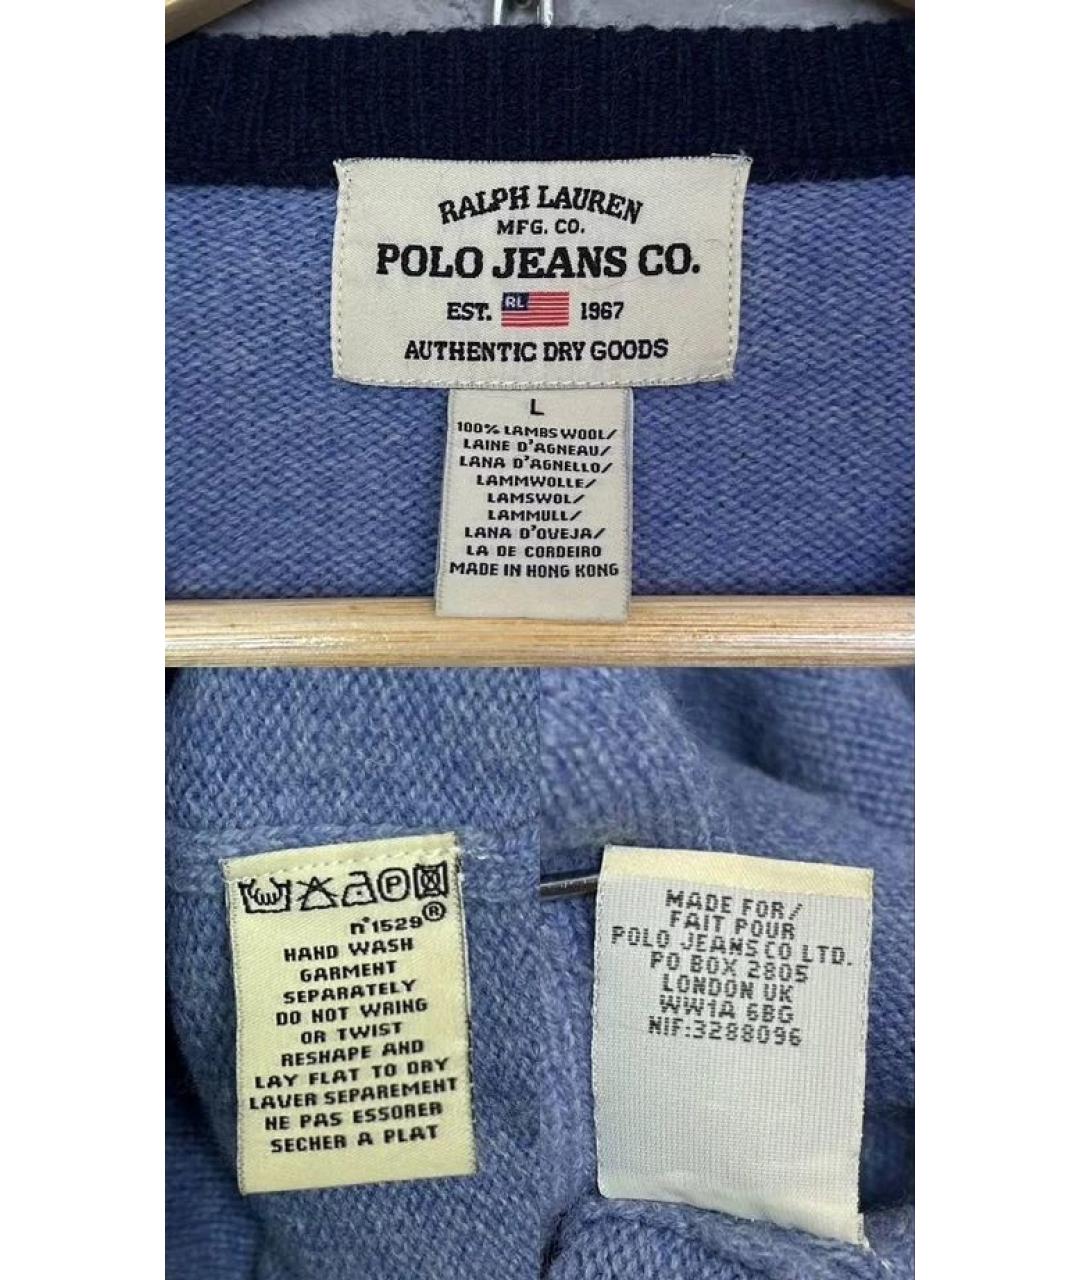 RALPH LAUREN
MFG. CO.
POLO JEANS CO.
EST. RL 1967
AUTHENTIC DRY GOODS
L
100% LAMBSWOOL/
LAINE D'AGNEAU/
LANA D'AGNELLO/
LAMMWOLLE/
LAMSWOL/
LAMMULL/
LANA D'OVEJA/
LA DE CORDEIRO
MADE IN HONG KONG
P
n°1529®
HAND WASH
GARMENT
SEPARATELY
DO NOT WRING
OR TWIST
RESHAPE AND
LAY FLAT TO DRY
LAVER SEPAREMENT
NE PAS ESSORER
SECHER A PLAT
MADE FOR/
FAIT POUR
POLO JEANS CO LTD.
PO BOX 2805
LONDON UK
WW1A 6BG
NIF:3288096